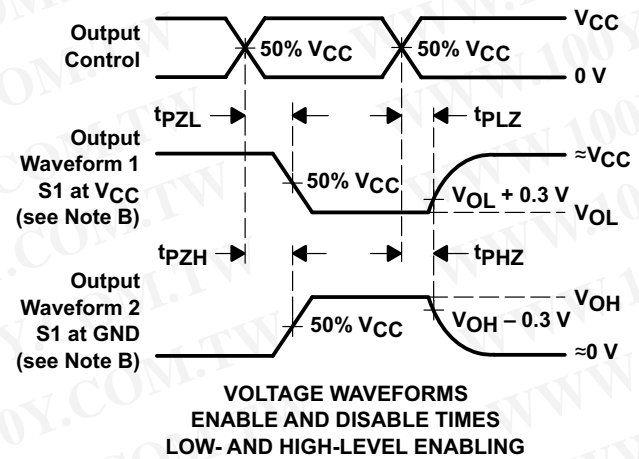 Output
Control
50% VCC
50% VCC
VCC
0 V
tPZL
tPLZ
Output
Waveform 1
S1 at VCC
(see Note B)
50% VCC
≈VCC
VOL + 0.3 V
VOL
tPZH
tPHZ
Output
Waveform 2
S1 at GND
(see Note B)
50% VCC
VOH
VOH – 0.3 V
≈0 V
VOLTAGE WAVEFORMS
ENABLE AND DISABLE TIMES
LOW- AND HIGH-LEVEL ENABLING